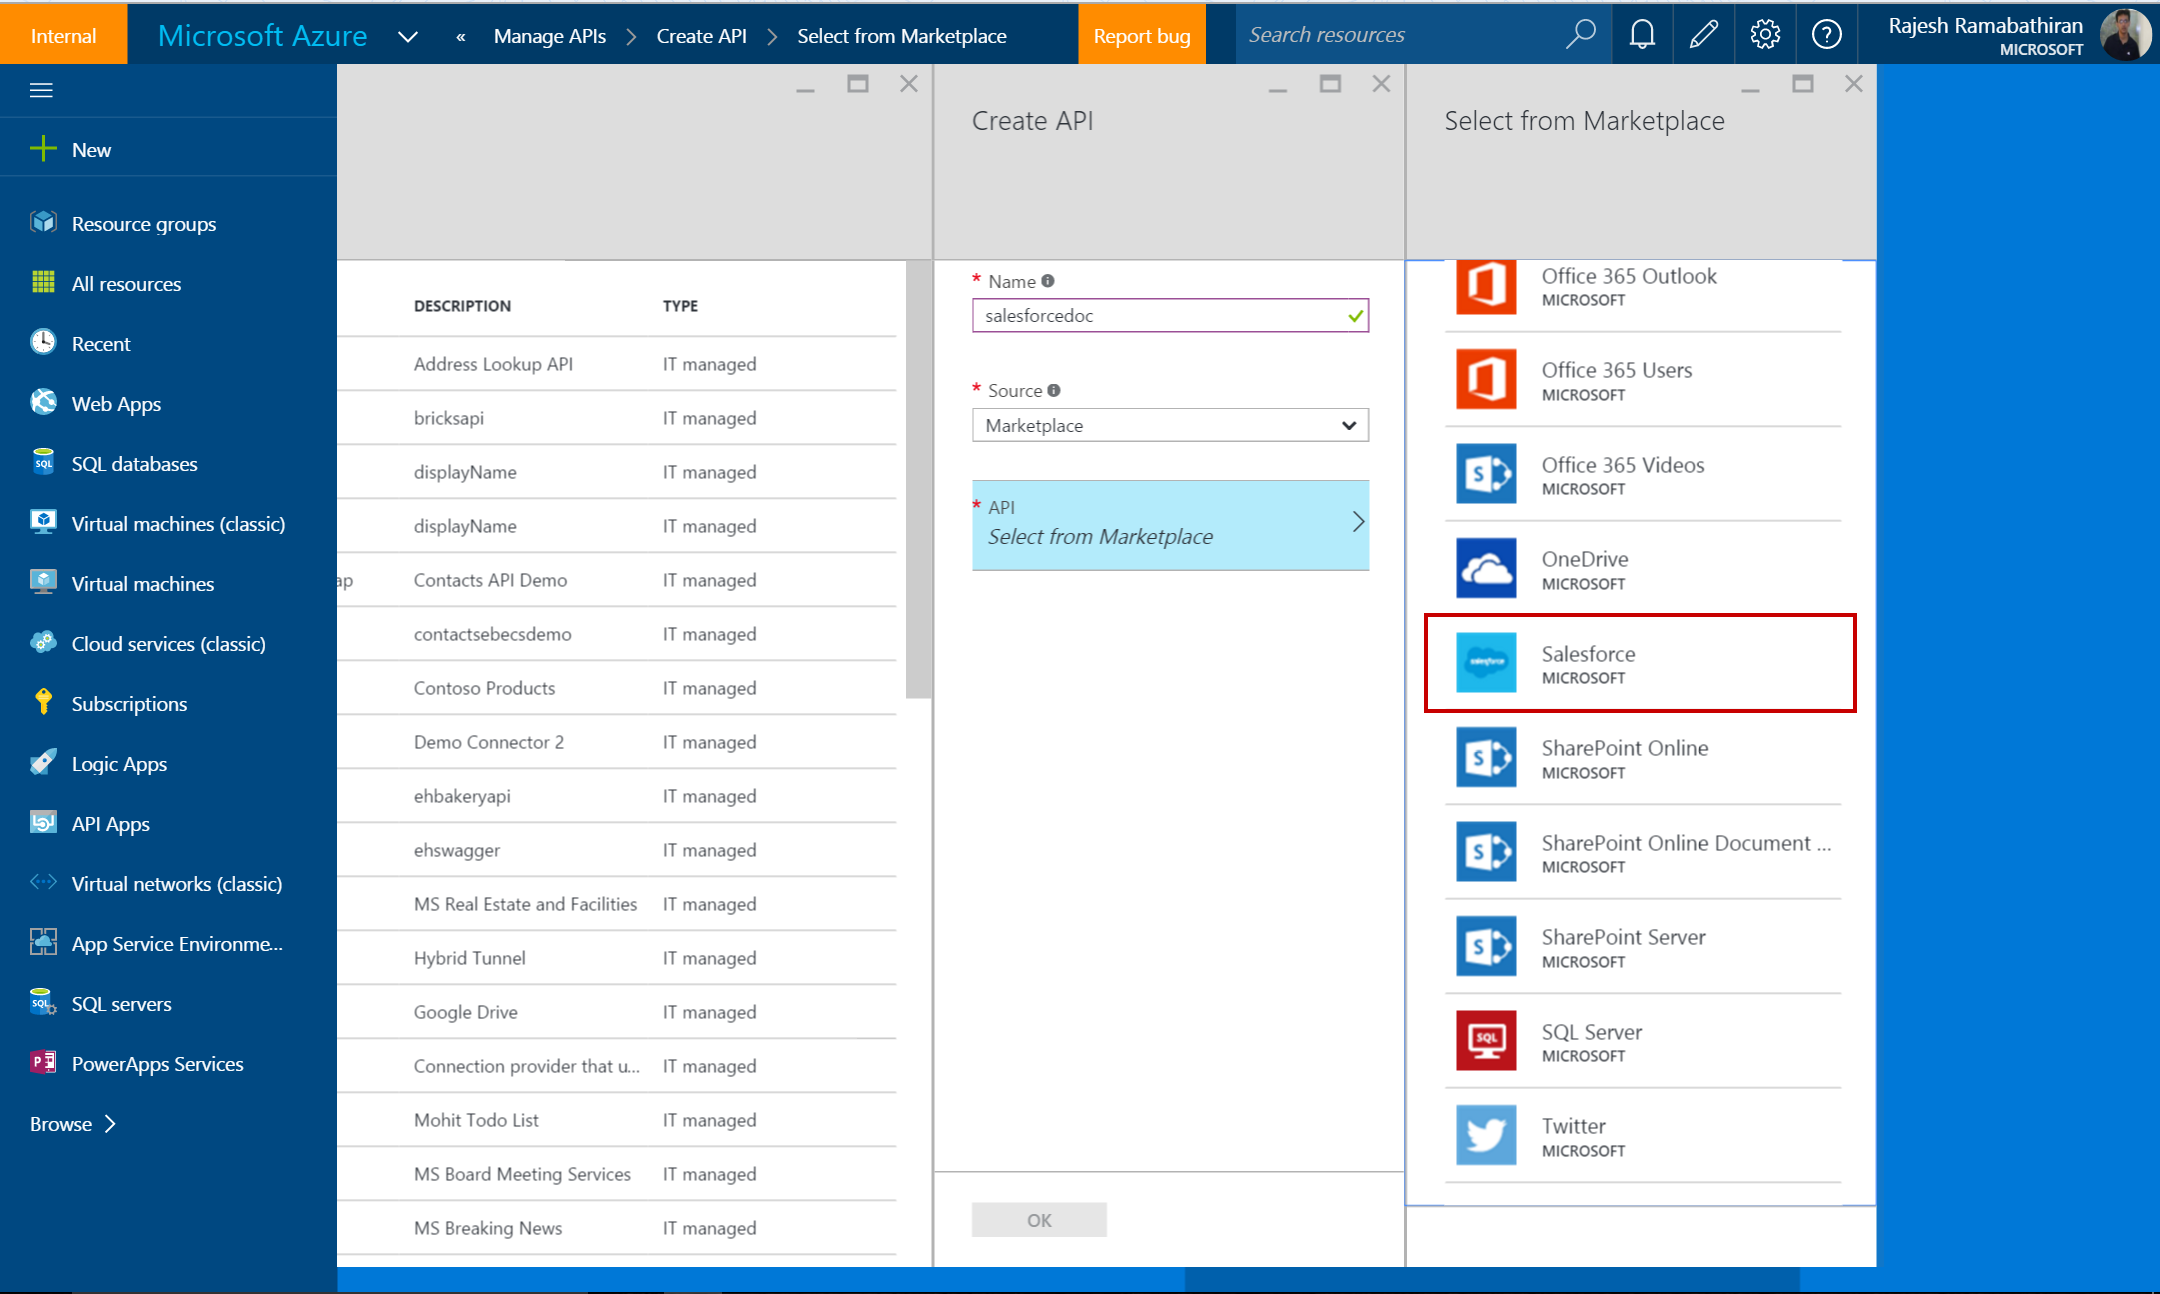 Internal
Microsoft Azure
«
Manage APIs
Create API
Select from Marketplace
Report bug
Search resources
Rajesh Ramabathiran
MICROSOFT
New
Resource groups
All resources
Recent
Web Apps
SQL databases
Virtual machines (classic)
Virtual machines
Cloud services (classic)
Subscriptions
Logic Apps
API Apps
Virtual networks (classic)
App Service Environme...
SQL servers
PowerApps Services
Browse
DESCRIPTION TYPE
Address Lookup API IT managed
bricksapi IT managed
displayName IT managed
displayName IT managed
ap Contacts API Demo IT managed
contactsebecsdemo IT managed
Contoso Products IT managed
Demo Connector 2 IT managed
ehbakeryapi IT managed
ehswagger IT managed
MS Real Estate and Facilities IT managed
Hybrid Tunnel IT managed
Google Drive IT managed
Connection provider that u... IT managed
Mohit Todo List IT managed
MS Board Meeting Services IT managed
MS Breaking News IT managed
Create API
* Name
salesforcedoc
* Source
Marketplace
* API
Select from Marketplace
OK
Select from Marketplace
Office 365 Outlook
MICROSOFT
Office 365 Users
MICROSOFT
Office 365 Videos
MICROSOFT
OneDrive
MICROSOFT
salesforce
Salesforce
MICROSOFT
SharePoint Online
MICROSOFT
SharePoint Online Document ...
MICROSOFT
SharePoint Server
MICROSOFT
SQL
SQL Server
MICROSOFT
Twitter
MICROSOFT